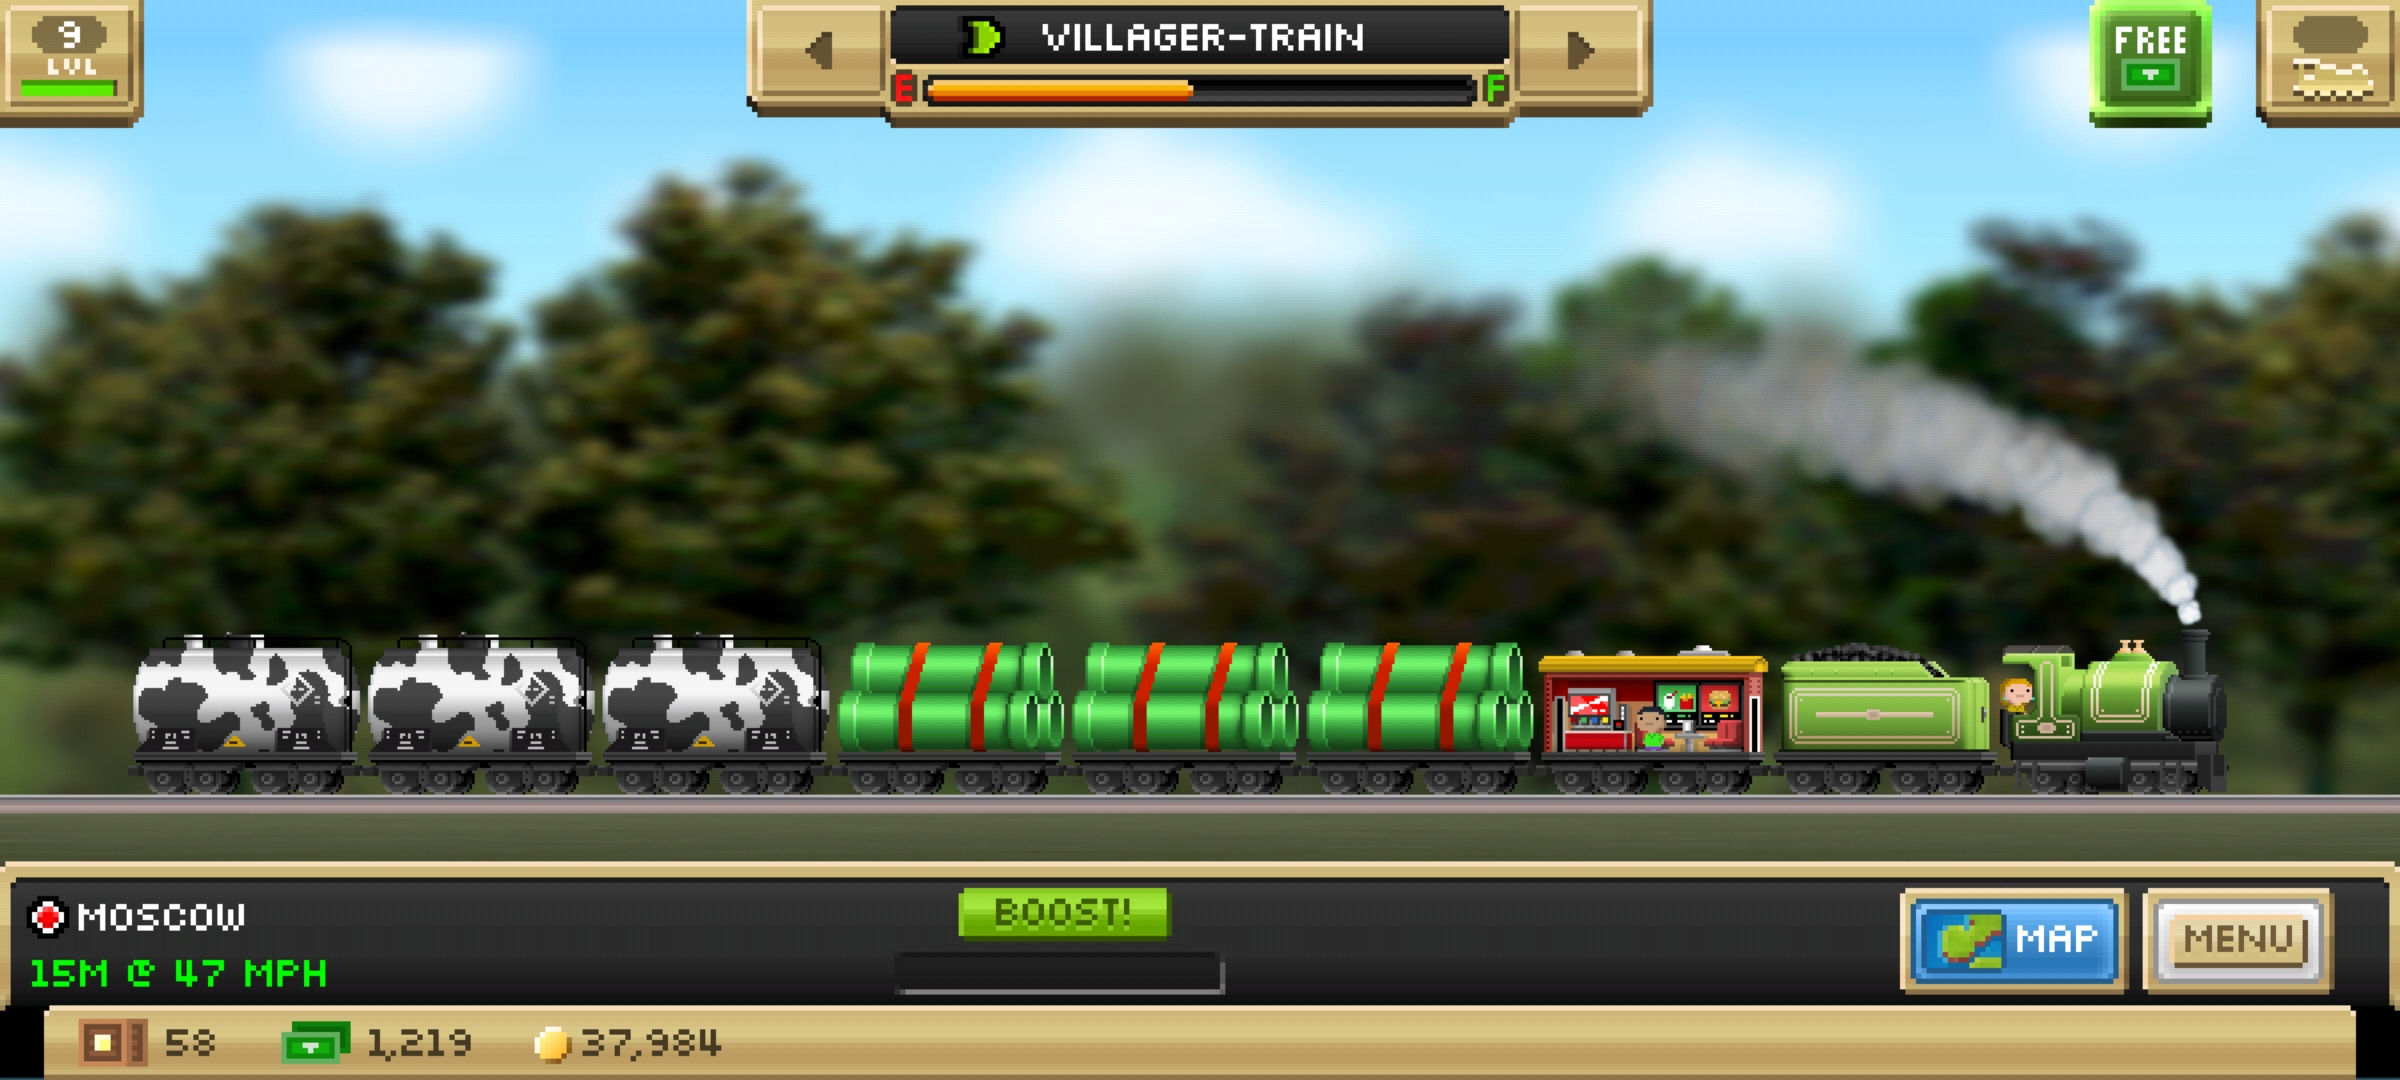 9
LVL
VILLAGER-TRAIN
E F
FREE
MOSCOW
15M @ 47 MPH
BOOST!
MAP
MENU
58 1,219 37,984